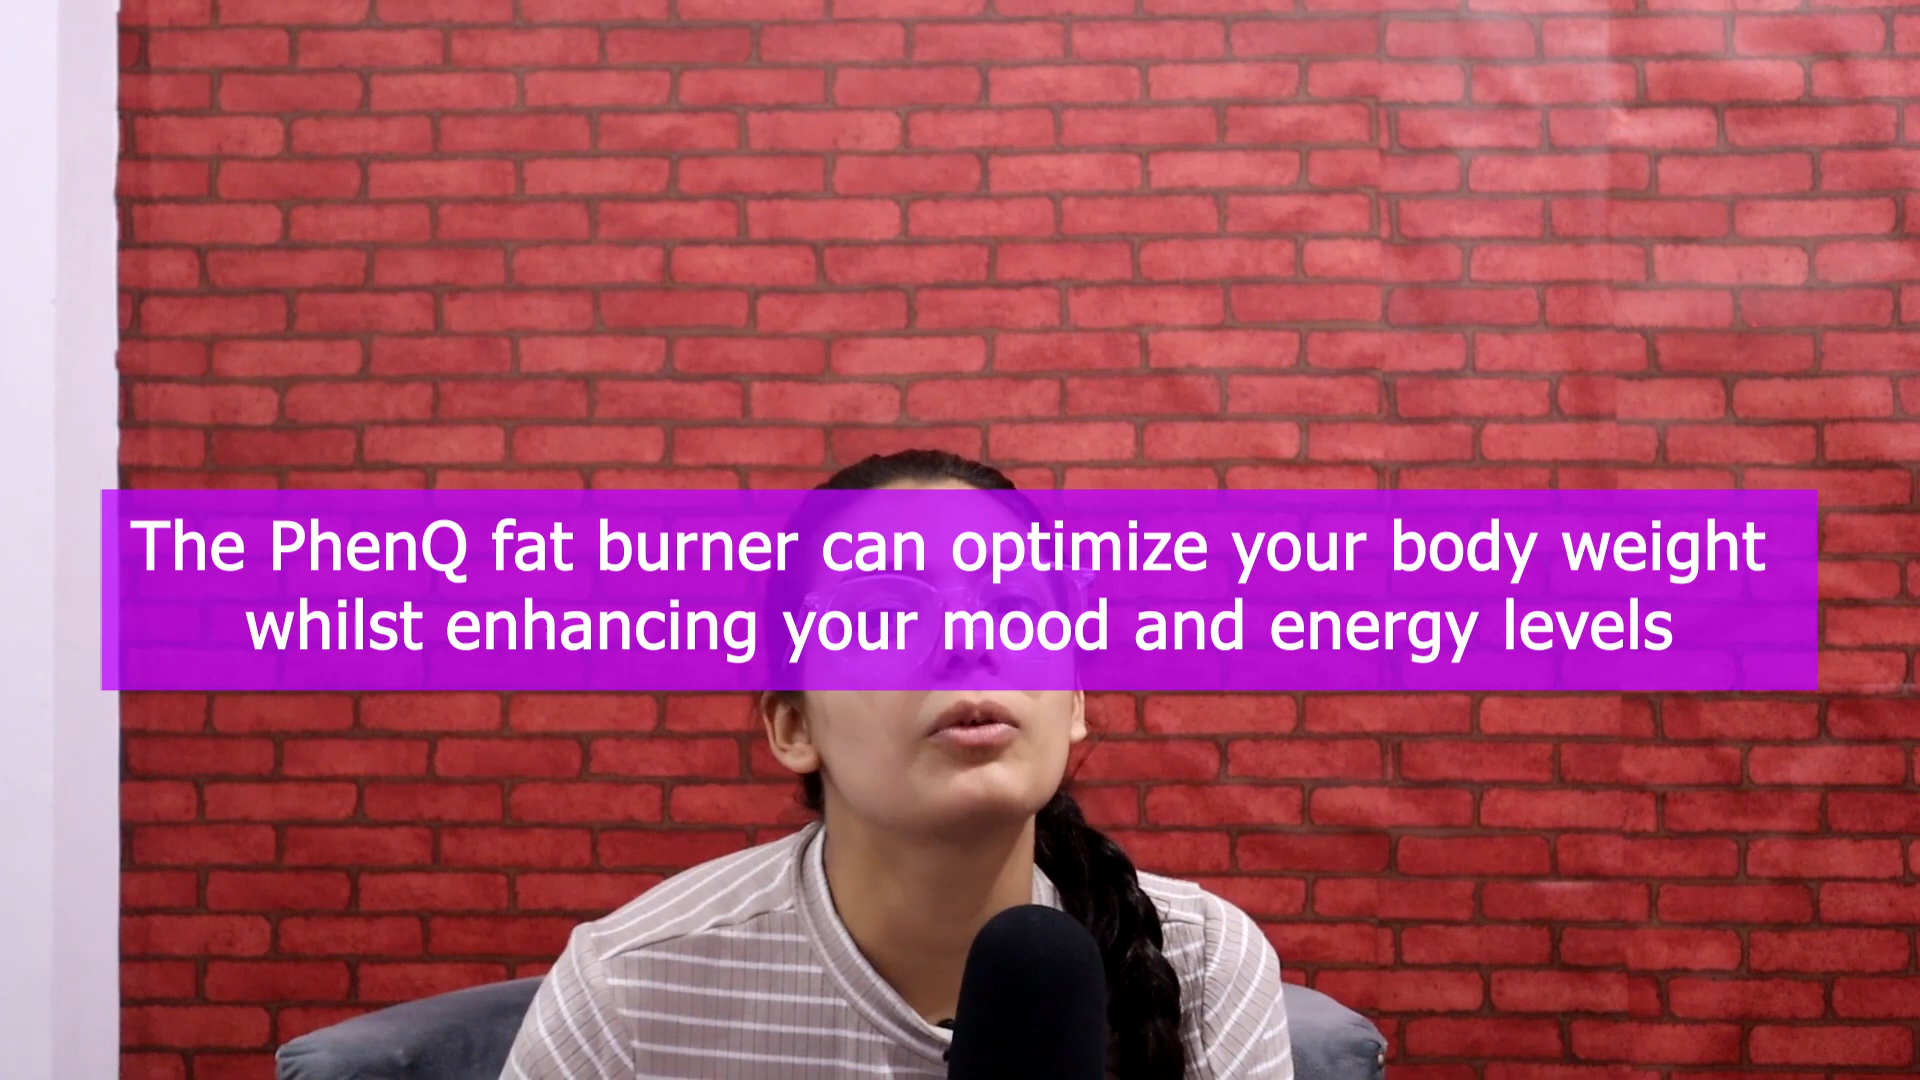 The PhenQ fat burner can optimize your body weight
whilst enhancing your mood and energy levels